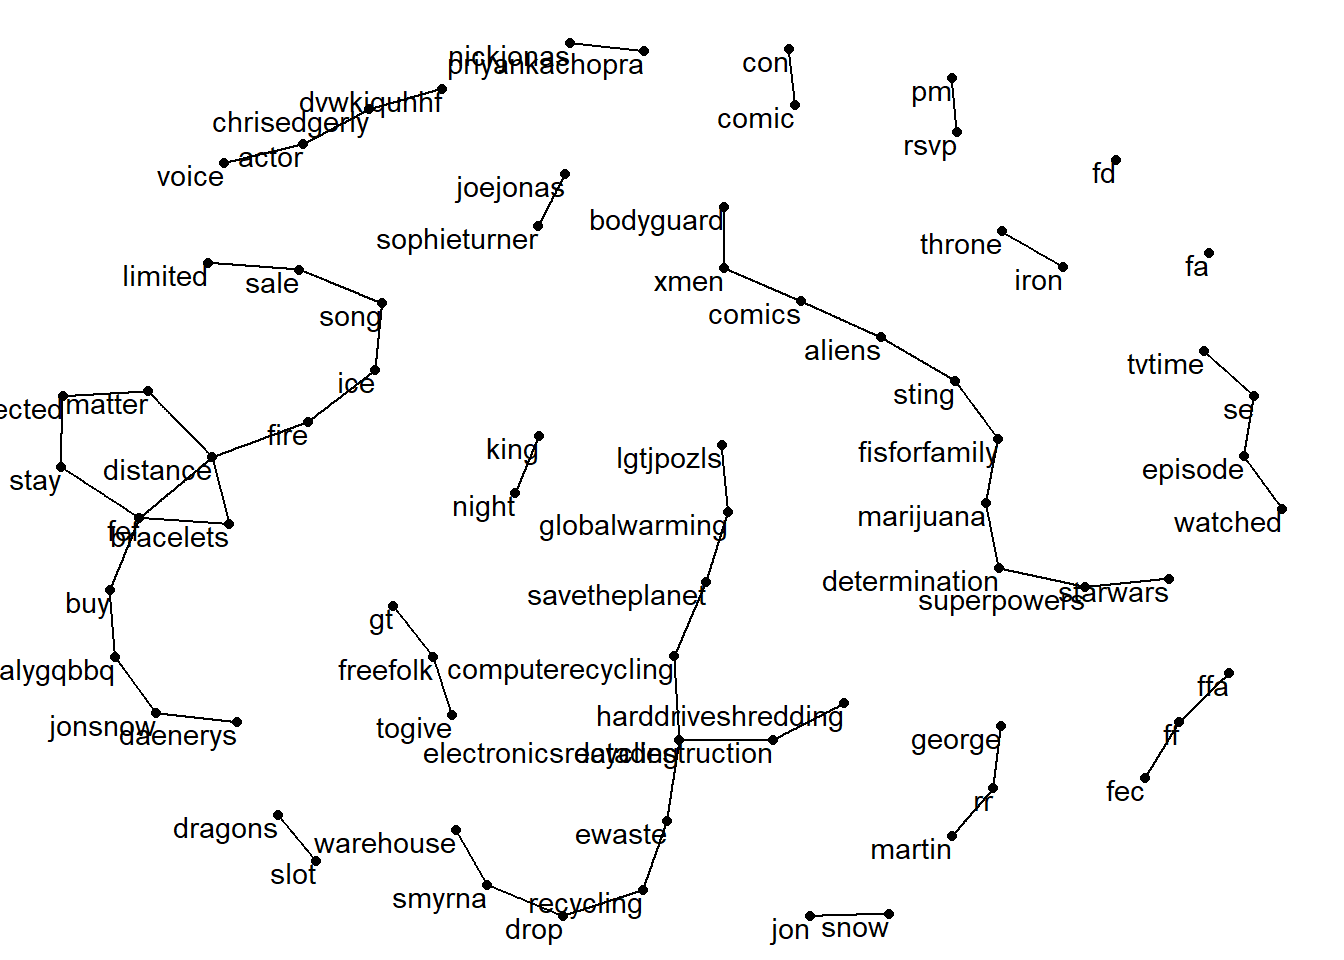 nickjonas
priyankachopra
con
comic
pm
rsvp
dvwkiquhhf
chrisedgerly
actor
voice
fd
joejonas
sophieturner
bodyguard
xmen
throne
iron
fa
limited
sale
song
comics
aliens
sting
tvtime
se
ice
ected
matter
fire
distance
stay
fef
bracelets
king
night
lgtjpozls
globalwarming
fisforfamily
marijuana
episode
watched
determination
superpowers
starwars
savetheplanet
buy
gt
freefolk
togive
computerecycling
alygqbbq
jonsnow
daenerys
harddriveshredding
electronicsrecycling
datadestruction
george
rr
martin
ffa
ff
fec
dragons
slot
warehouse
smyrna
drop
recycling
ewaste
jon
snow